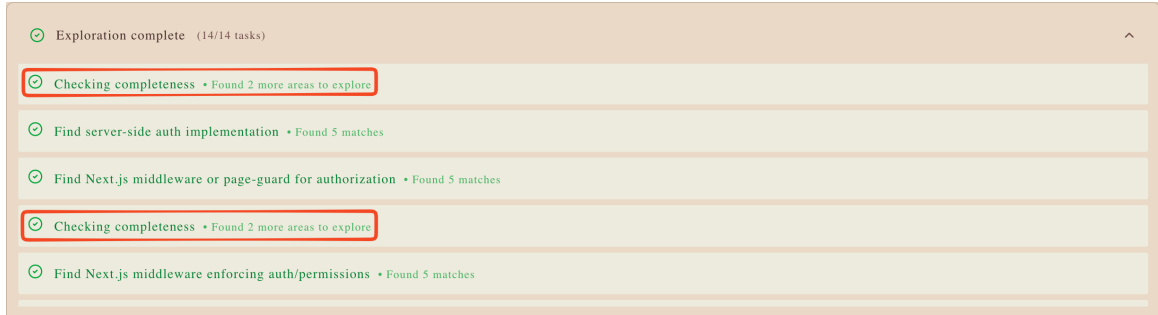 Exploration complete (14/14 tasks)
Checking completeness • Found 2 more areas to explore
Find server-side auth implementation • Found 5 matches
Find Next.js middleware or page-guard for authorization • Found 5 matches
Checking completeness • Found 2 more areas to explore
Find Next.js middleware enforcing auth/permissions • Found 5 matches